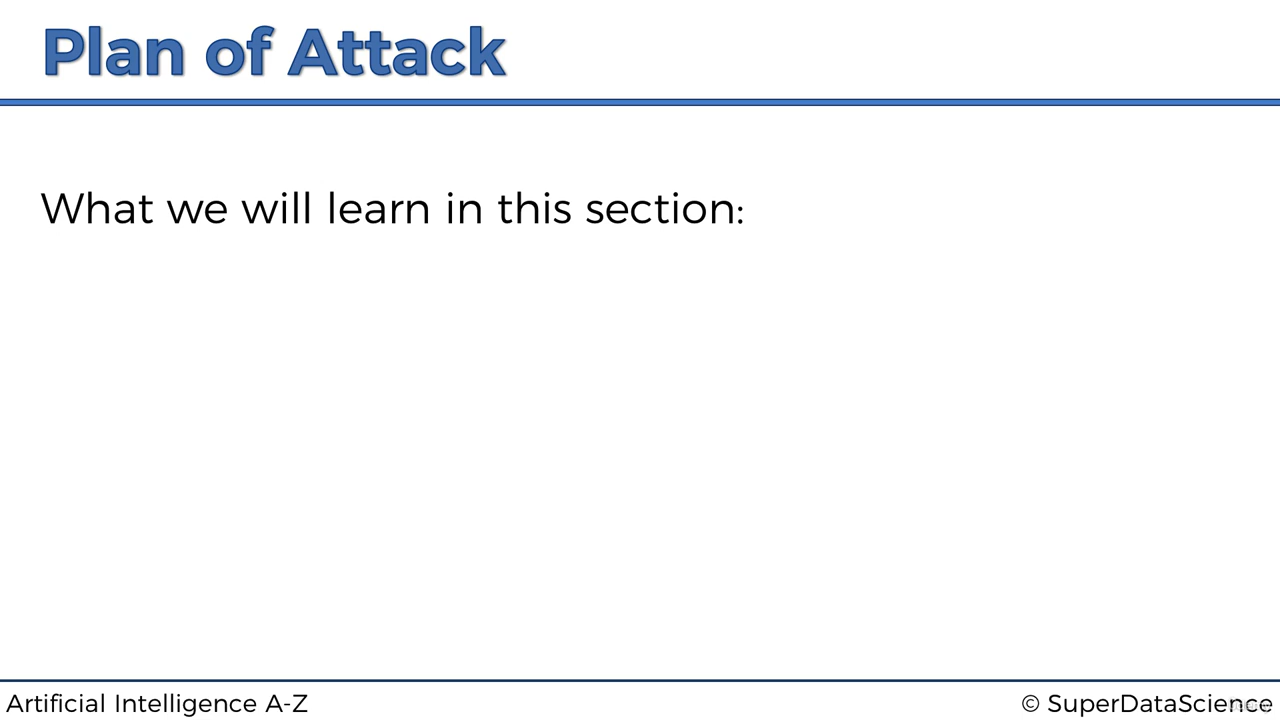 Plan of Attack
What we will learn in this section:
Artificial Intelligence A-Z
© SuperDataScience